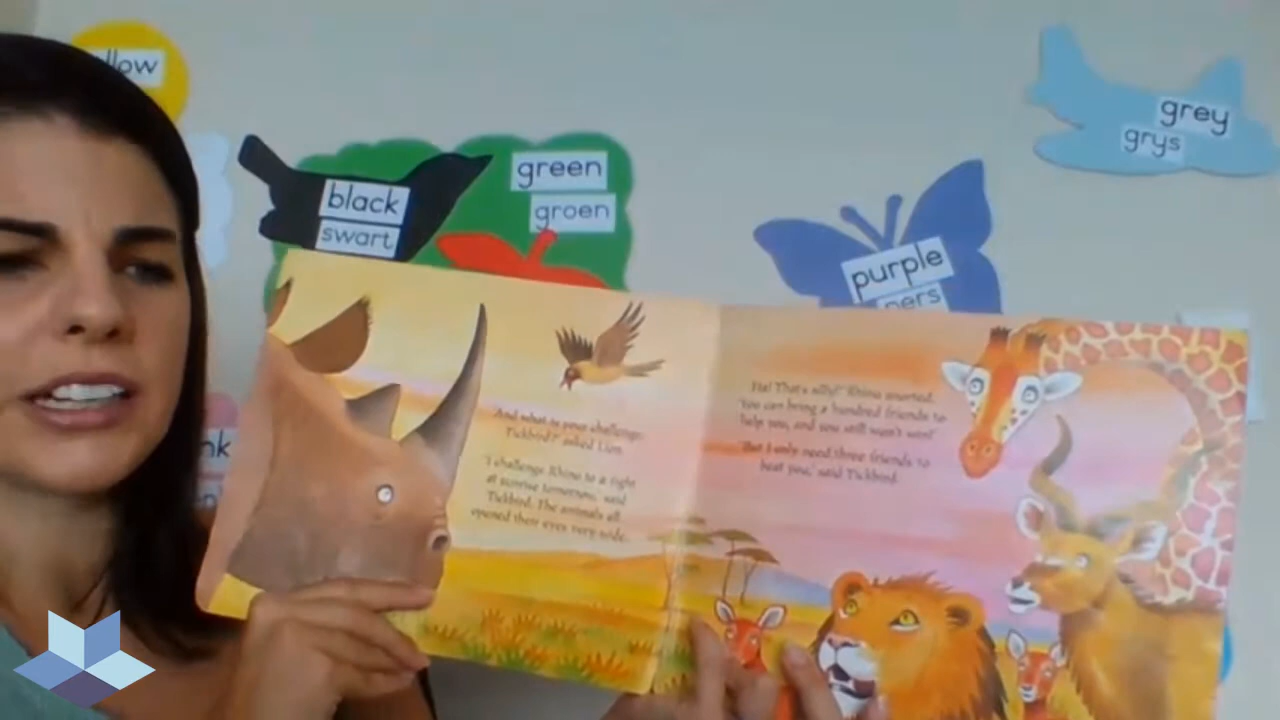 llow
black
swart
green
groen
purple
pers
grey
grys
nk
'And what is your challenge,
Tickbird?' asked Lion.
'I challenge Rhino to a fight
at sunrise tomorrow,' said
Tickbird. The animals all
opened their eyes very wide.
'Ha! That's silly!' Rhino snorted.
'You can bring a hundred friends to
help you, and you still won't win!'
'But I only need three friends to
beat you,' said Tickbird.